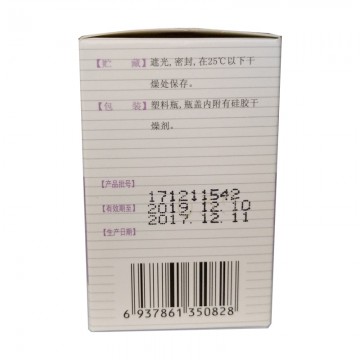 【贮 藏】遮光,密封,在25℃以下干
燥处保存。
【包 装】塑料瓶,瓶盖内附有硅胶干
燥剂。
【产品批号】 171211542
【有效期至】 2019.12.10
【生产日期】 2017.12.11
6 937861 350828